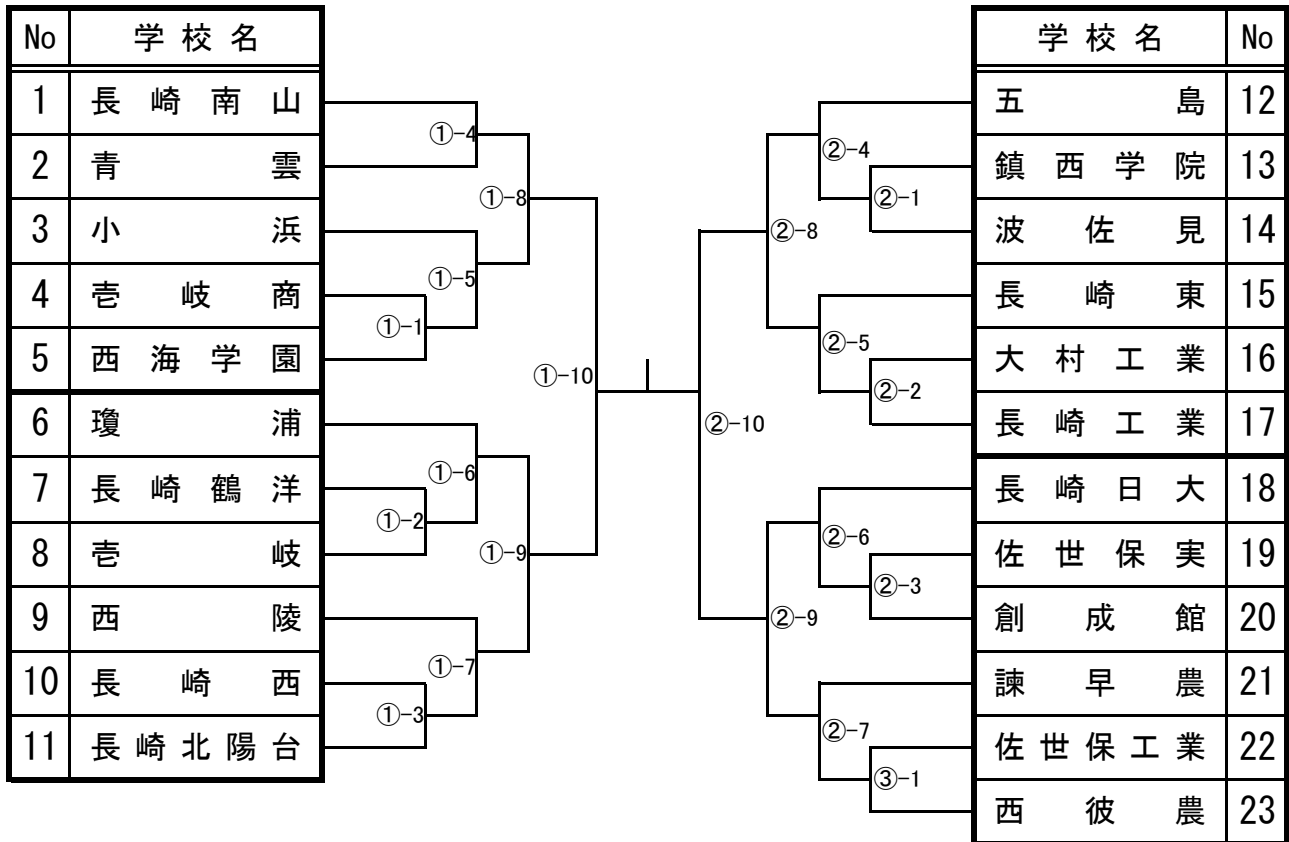 No 学校名
1 長崎南山
2 青雲
3 小浜
4 壱岐商
5 西海学園
6 瓊浦
7 長崎鶴洋
8 壱岐
9 西陵
10 長崎西
11 長崎北陽台
①-4
①-8
①-5
①-1
①-10
①-6
①-2
①-9
①-7
①-3
②-4
②-1
②-8
②-5
②-2
②-10
②-6
②-3
②-9
②-7
③-1
学校名 No
五島 12
鎮西学院 13
波佐見 14
長崎東 15
大村工業 16
長崎工業 17
長崎日大 18
佐世保実 19
創成館 20
諫早農 21
佐世保工業 22
西彼農 23